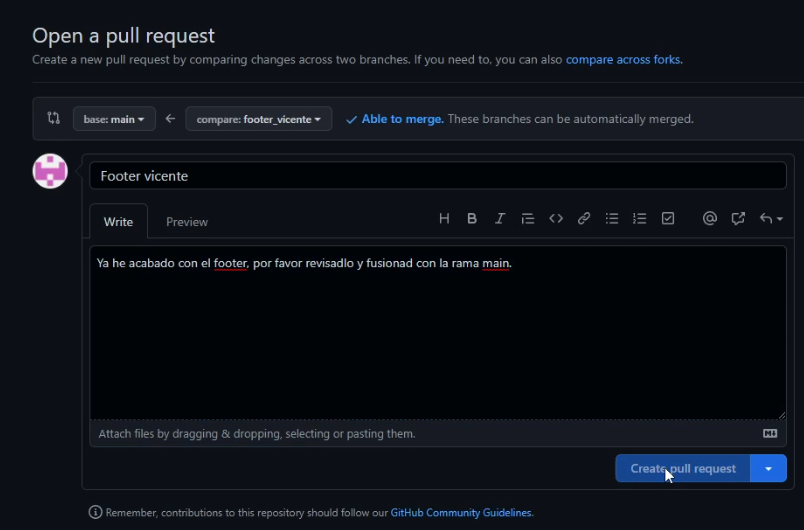 Open a pull request
Create a new pull request by comparing changes across two branches. If you need to, you can also compare across forks.
base: main ← compare: footer_vicente ✓ Able to merge. These branches can be automatically merged.
Footer vicente
Write Preview
Ya he acabado con el footer, por favor revisadlo y fusionad con la rama main.
Attach files by dragging & dropping, selecting or pasting them.
Create pull request
Remember, contributions to this repository should follow our GitHub Community Guidelines.